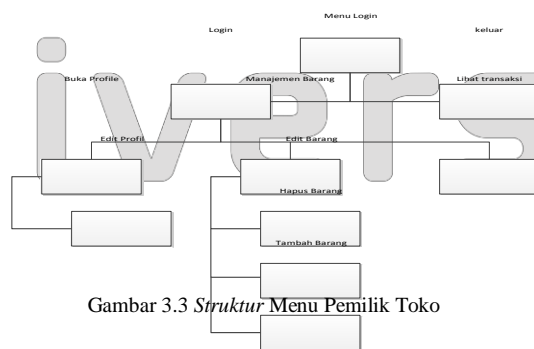 Menu Login
Login
keluar
Buka Profile
Manajemen Barang
Lihat transaksi
Edit Profil
Edit Barang
Hapus Barang
Tambah Barang
ivers
Gambar 3.3 Struktur Menu Pemilik Toko